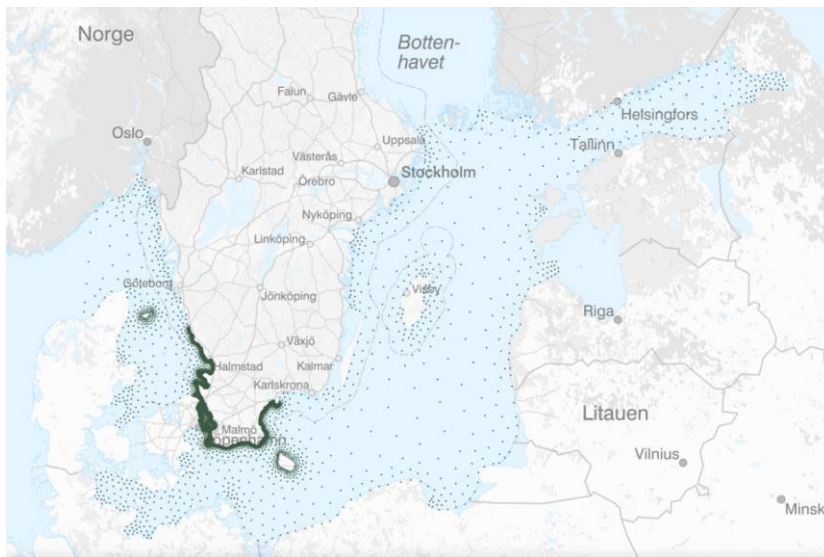 Norge
Botten-
havet
Falun
Gävle
Helsingfors
Oslo
Uppsala
Tallinn
Västerås
Karlstad
Stockholm
Örebro
Nyköping
Linköping
Göteborg
Visby
Jönköping
Riga
Växjö
Halmstad
Kalmar
Karlskrona
Litauen
Malmö
Vilnius
Minsk